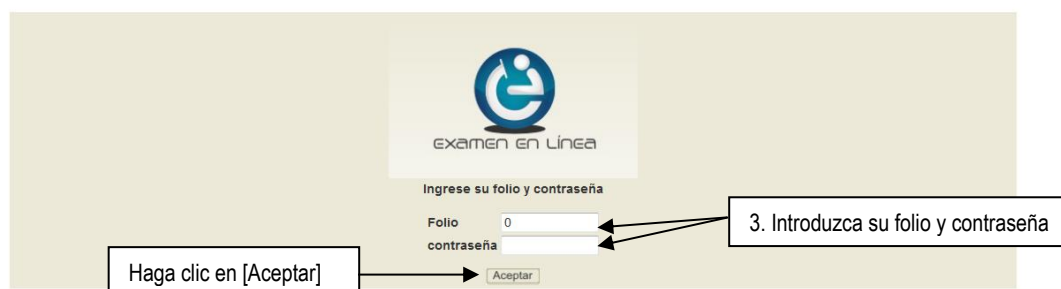 examen en línea
Ingrese su folio y contraseña
Folio 0
3. Introduzca su folio y contraseña
contraseña
Haga clic en [Aceptar]
Aceptar